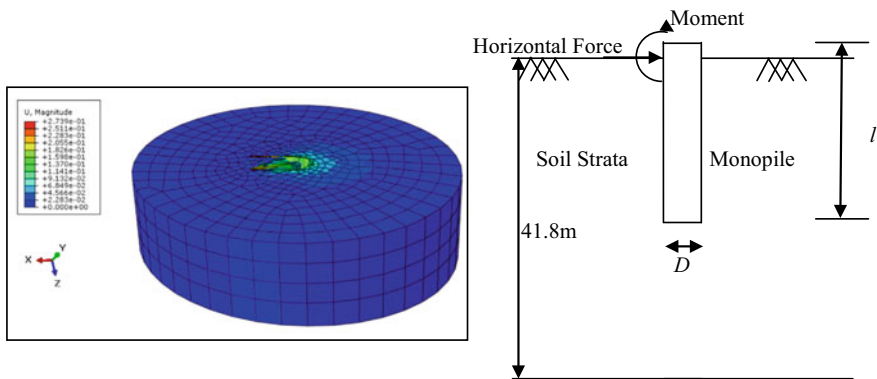 U, Magnitude
+2.739e-01
+2.511e-01
+2.283e-01
+2.055e-01
+1.826e-01
+1.598e-01
+1.370e-01
+1.141e-01
+9.132e-02
+6.849e-02
+4.566e-02
+2.283e-02
+0.000e+00
X
Y
Z
Moment
Horizontal Force
Soil Strata
Monopile
l
41.8m
D